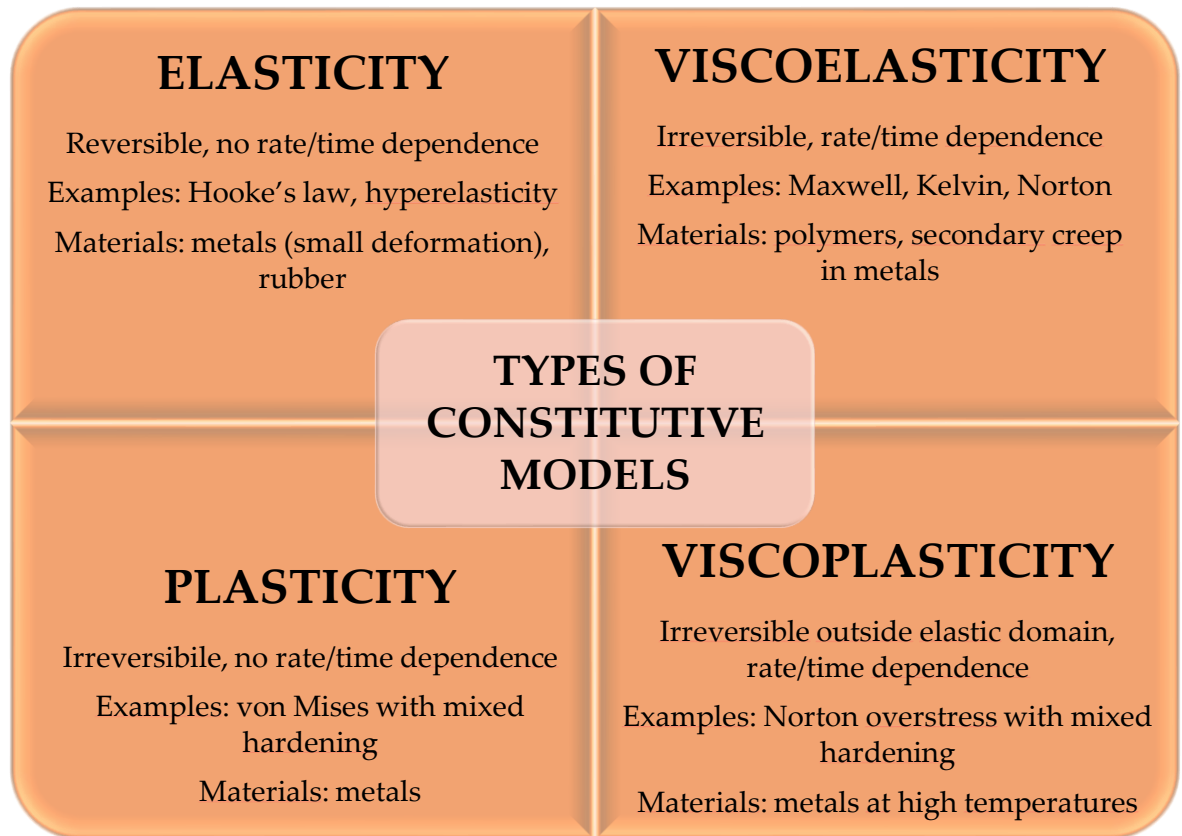 ELASTICITY
Reversible, no rate/time dependence
Examples: Hooke’s law, hyperelasticity
Materials: metals (small deformation),
rubber
VISCOELASTICITY
Irreversible, rate/time dependence
Examples: Maxwell, Kelvin, Norton
Materials: polymers, secondary creep
in metals
TYPES OF
CONSTITUTIVE
MODELS
PLASTICITY
Irreversibile, no rate/time dependence
Examples: von Mises with mixed
hardening
Materials: metals
VISCOPLASTICITY
Irreversible outside elastic domain,
rate/time dependence
Examples: Norton overstress with mixed
hardening
Materials: metals at high temperatures